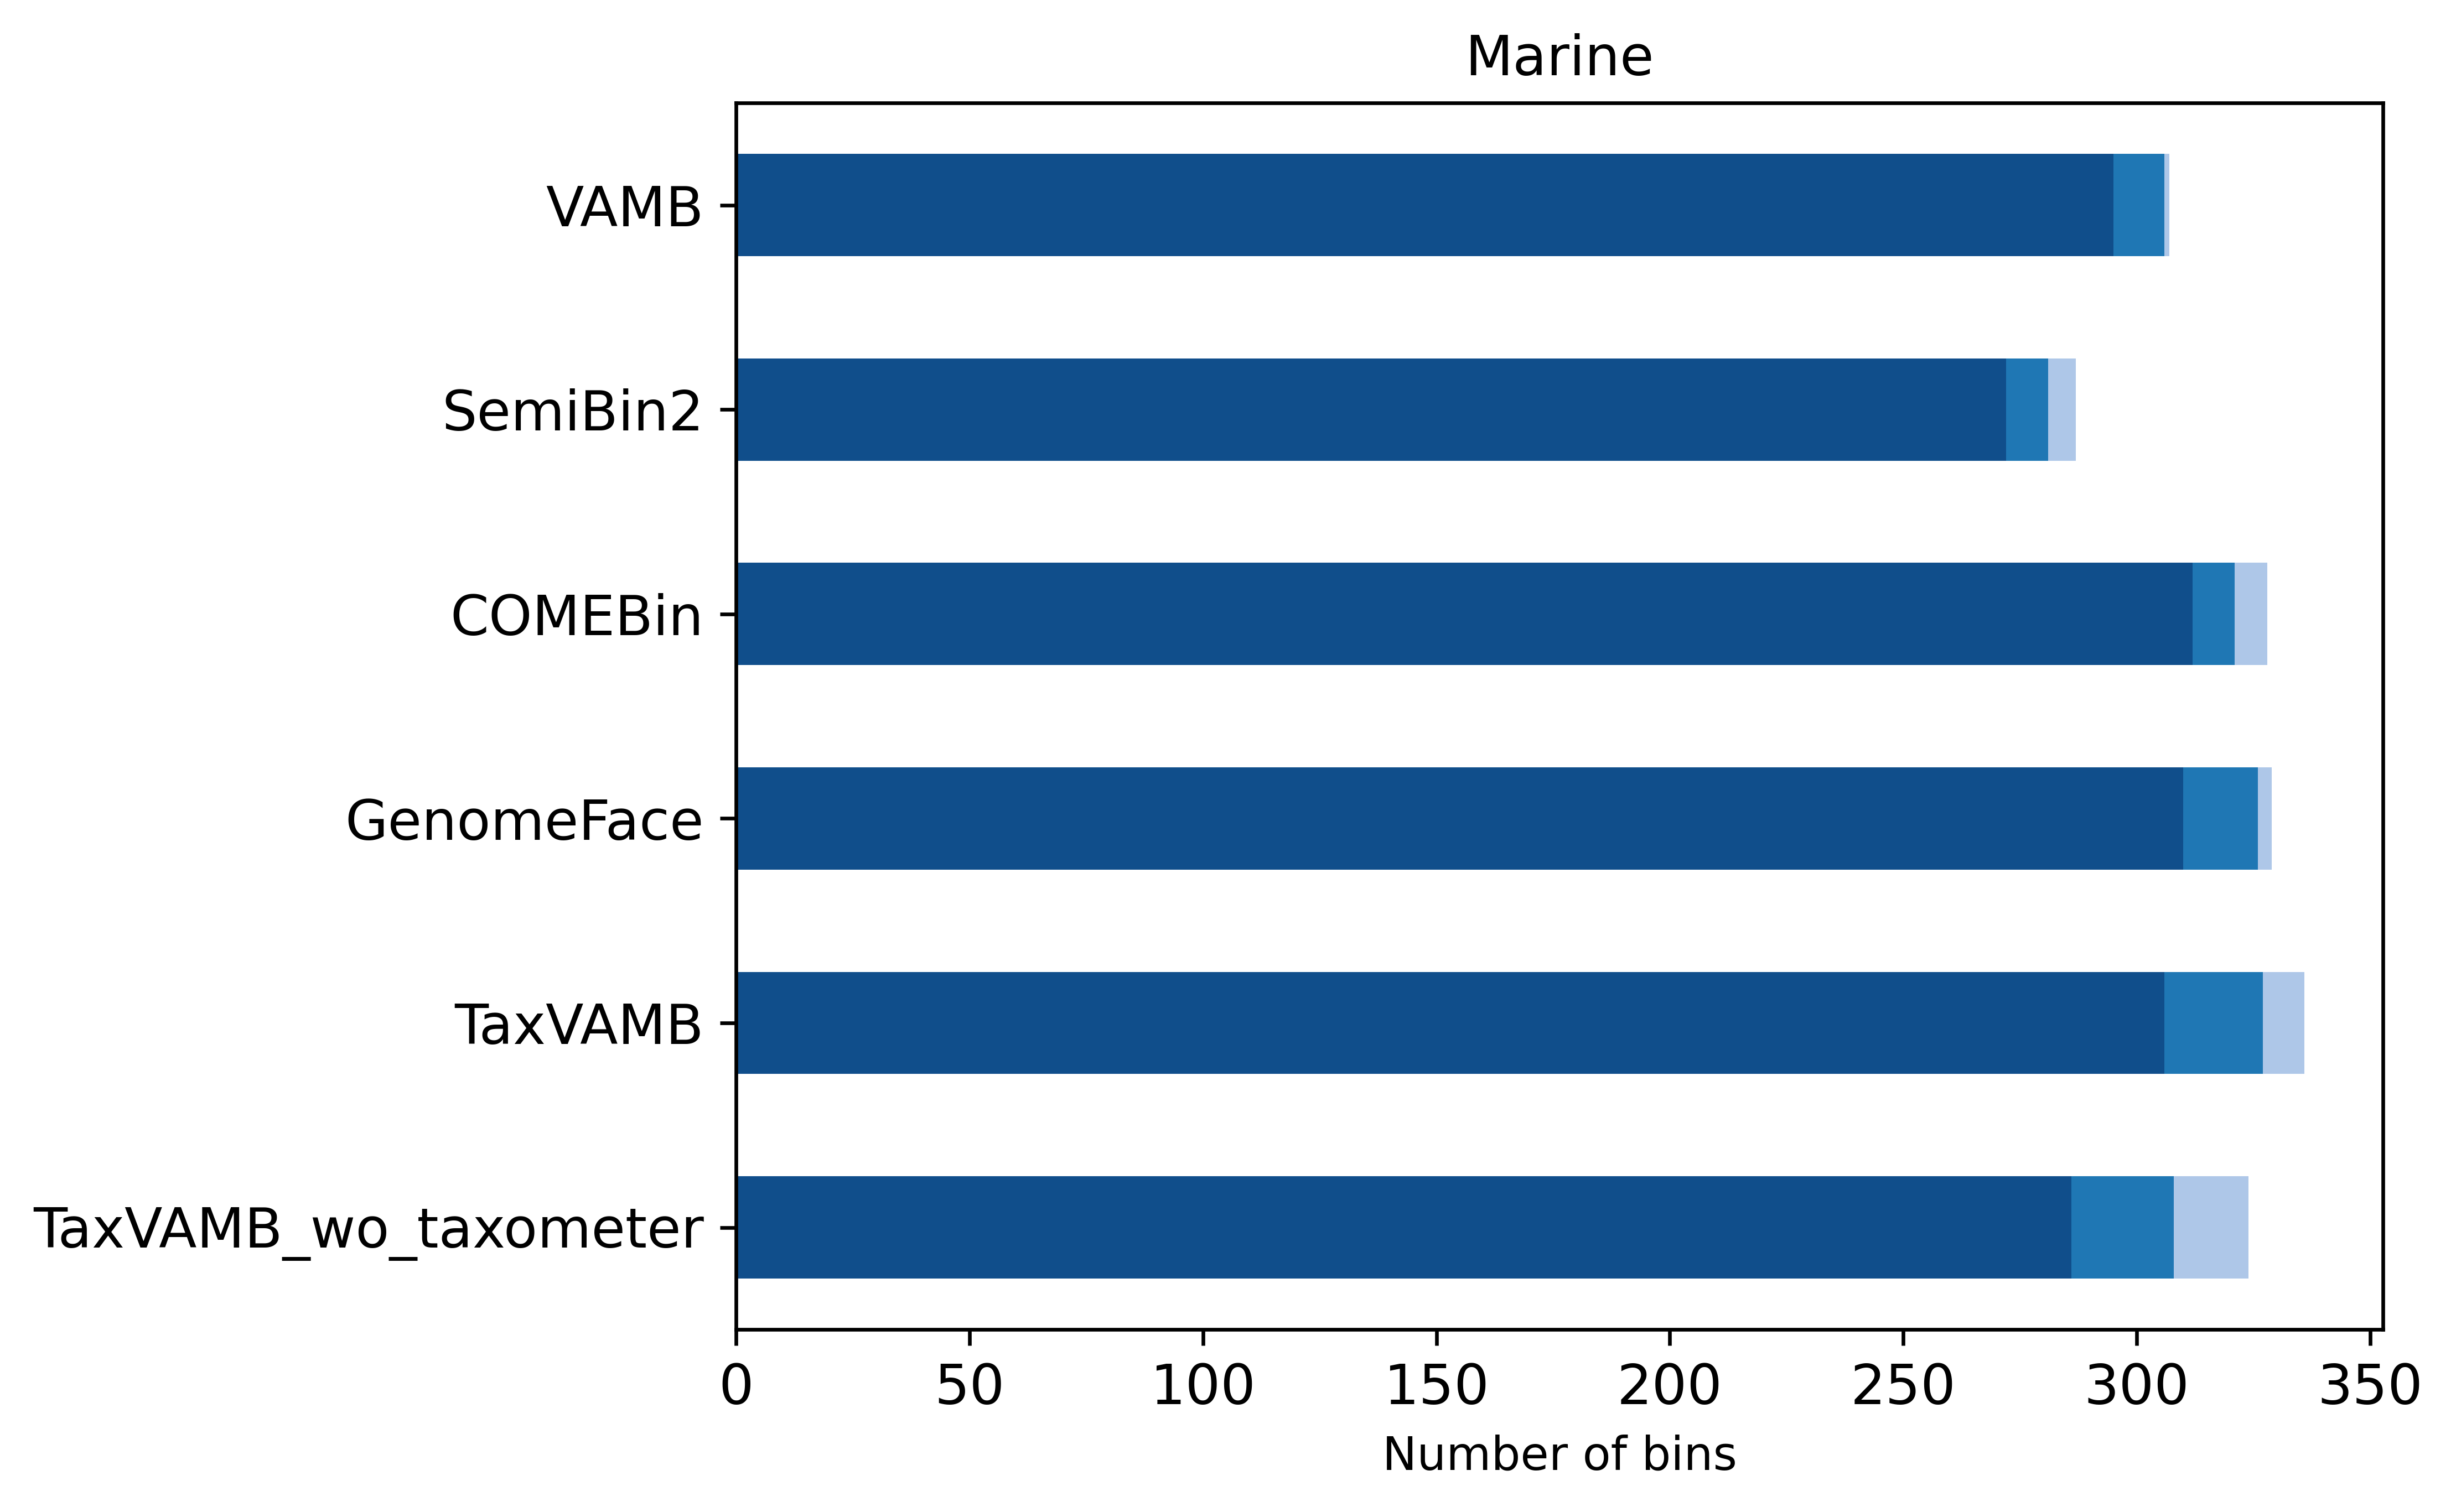 Marine
VAMB
SemiBin2
COMEBin
GenomeFace
TaxVAMB
TaxVAMB_wo_taxometer
0 50 100 150 200 250 300 350
Number of bins